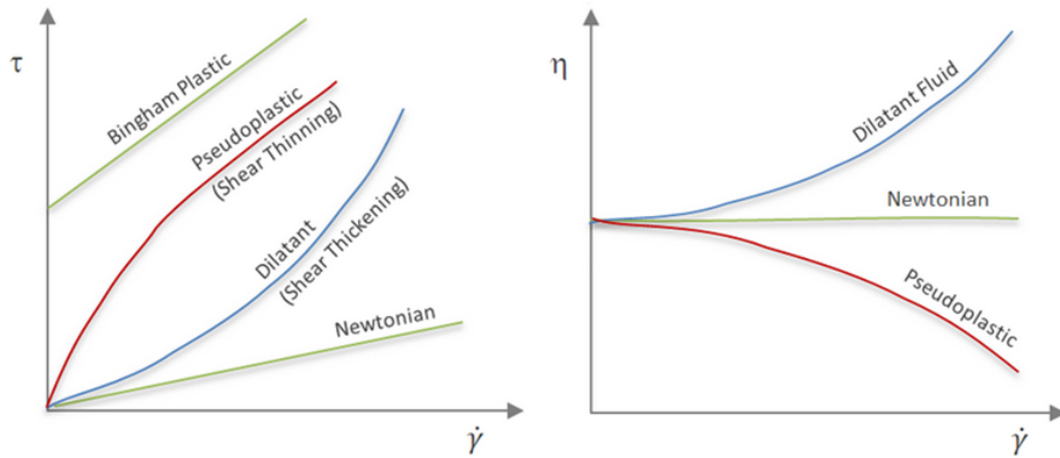 τ
Bingham Plastic
Pseudoplastic
(Shear Thinning)
Dilatant
(Shear Thickening)
Newtonian
γ̇
η
Dilatant Fluid
Newtonian
Pseudoplastic
γ̇